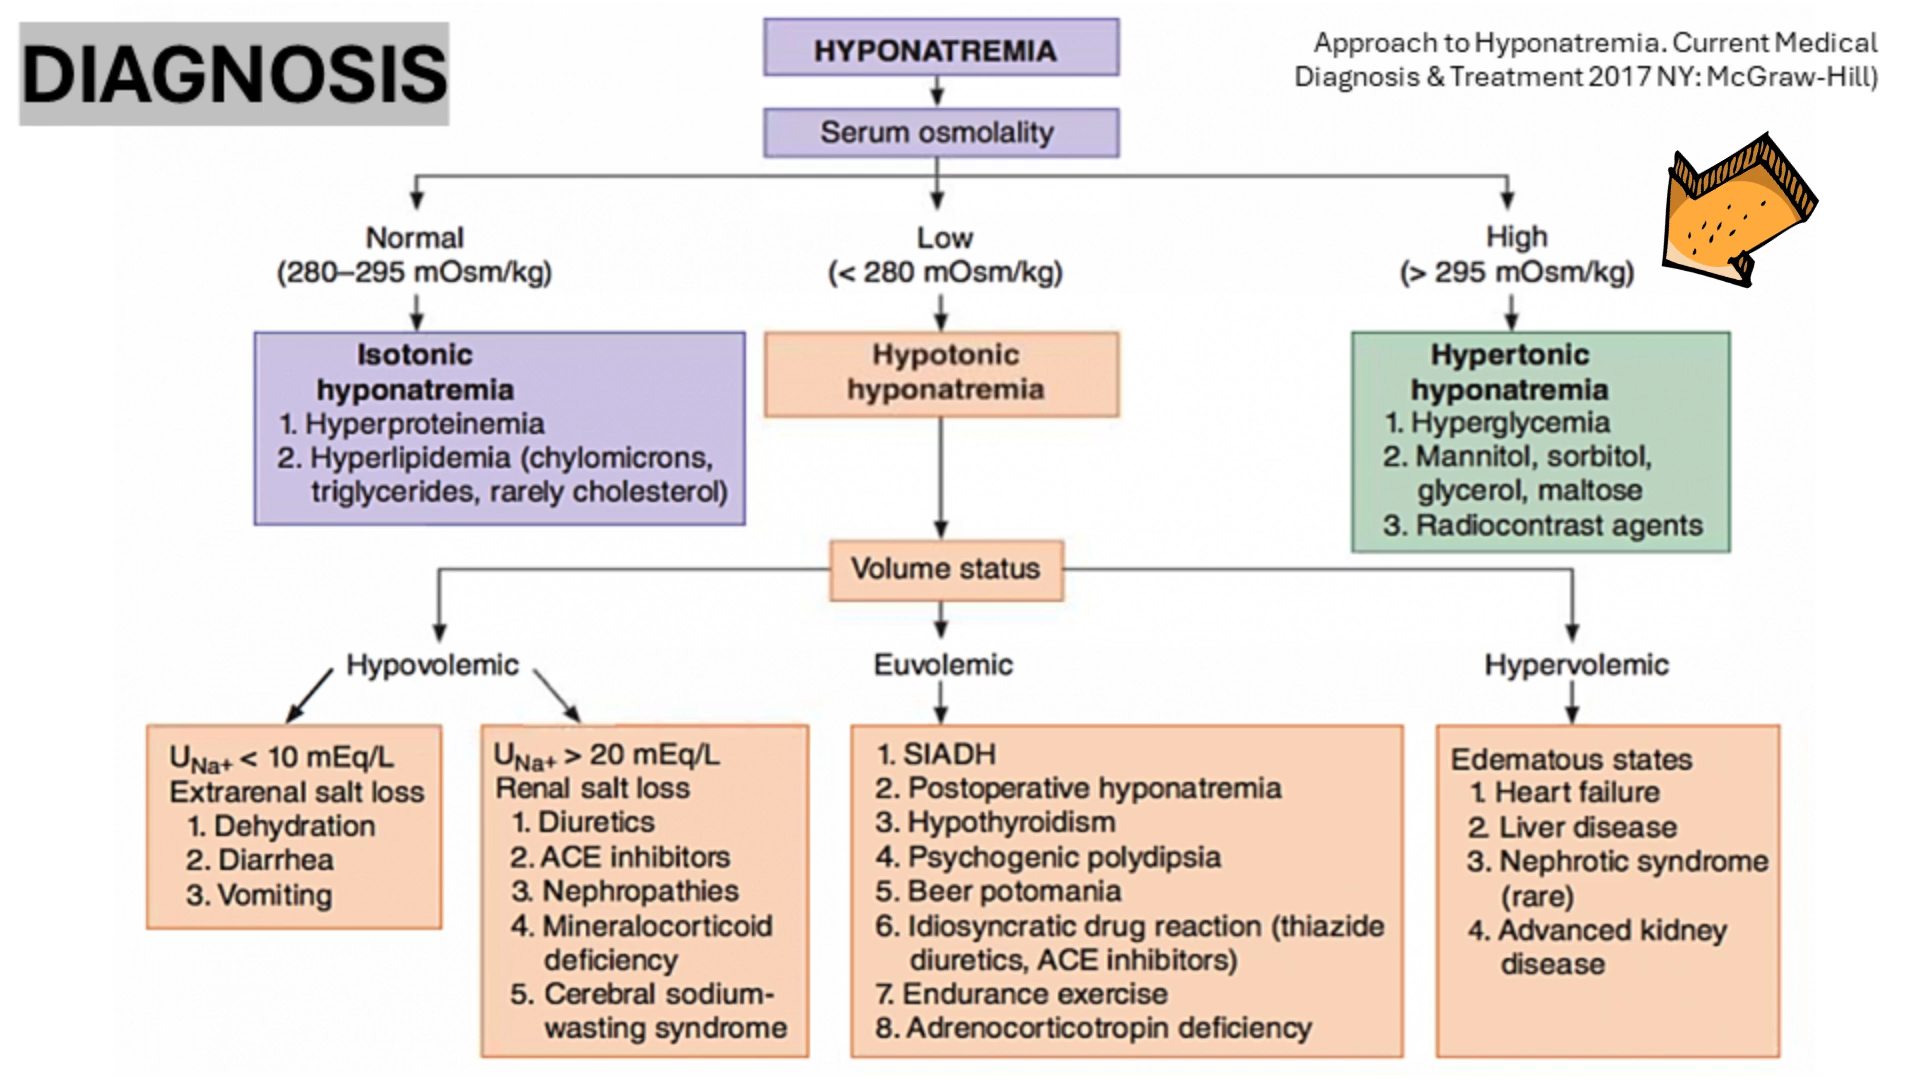 DIAGNOSIS
Approach to Hyponatremia. Current Medical
Diagnosis & Treatment 2017 NY: McGraw-Hill)
HYPONATREMIA
Serum osmolality
Normal
(280–295 mOsm/kg)
Low
(< 280 mOsm/kg)
High
(> 295 mOsm/kg)
Isotonic
hyponatremia
1. Hyperproteinemia
2. Hyperlipidemia (chylomicrons,
triglycerides, rarely cholesterol)
Hypotonic
hyponatremia
Hypertonic
hyponatremia
1. Hyperglycemia
2. Mannitol, sorbitol,
glycerol, maltose
3. Radiocontrast agents
Volume status
Hypovolemic
Euvolemic
Hypervolemic
UNa+ < 10 mEq/L
Extrarenal salt loss
1. Dehydration
2. Diarrhea
3. Vomiting
UNa+ > 20 mEq/L
Renal salt loss
1. Diuretics
2. ACE inhibitors
3. Nephropathies
4. Mineralocorticoid
deficiency
5. Cerebral sodium-
wasting syndrome
1. SIADH
2. Postoperative hyponatremia
3. Hypothyroidism
4. Psychogenic polydipsia
5. Beer potomania
6. Idiosyncratic drug reaction (thiazide
diuretics, ACE inhibitors)
7. Endurance exercise
8. Adrenocorticotropin deficiency
Edematous states
1. Heart failure
2. Liver disease
3. Nephrotic syndrome
(rare)
4. Advanced kidney
disease